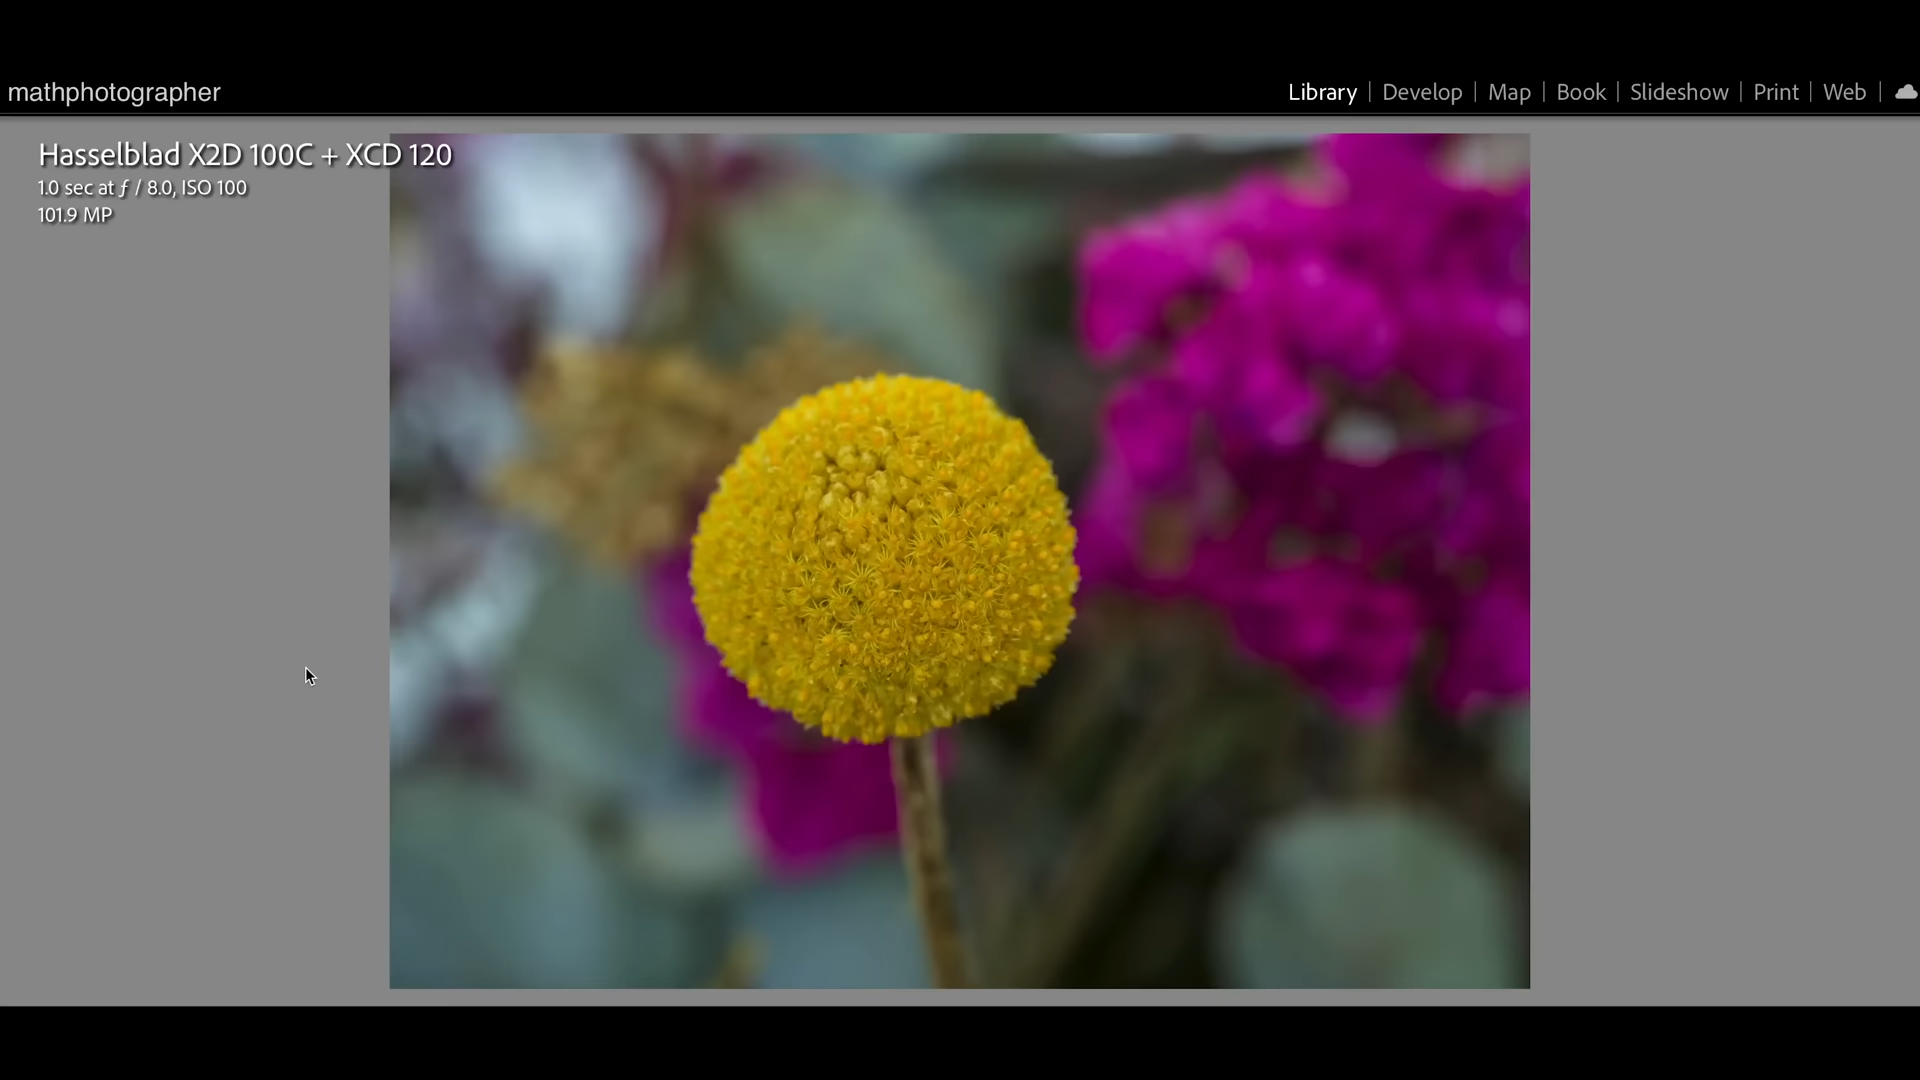 mathphotographer
Library | Develop | Map | Book | Slideshow | Print | Web |
Hasselblad X2D 100C + XCD 120
1.0 sec at ƒ / 8.0, ISO 100
101.9 MP